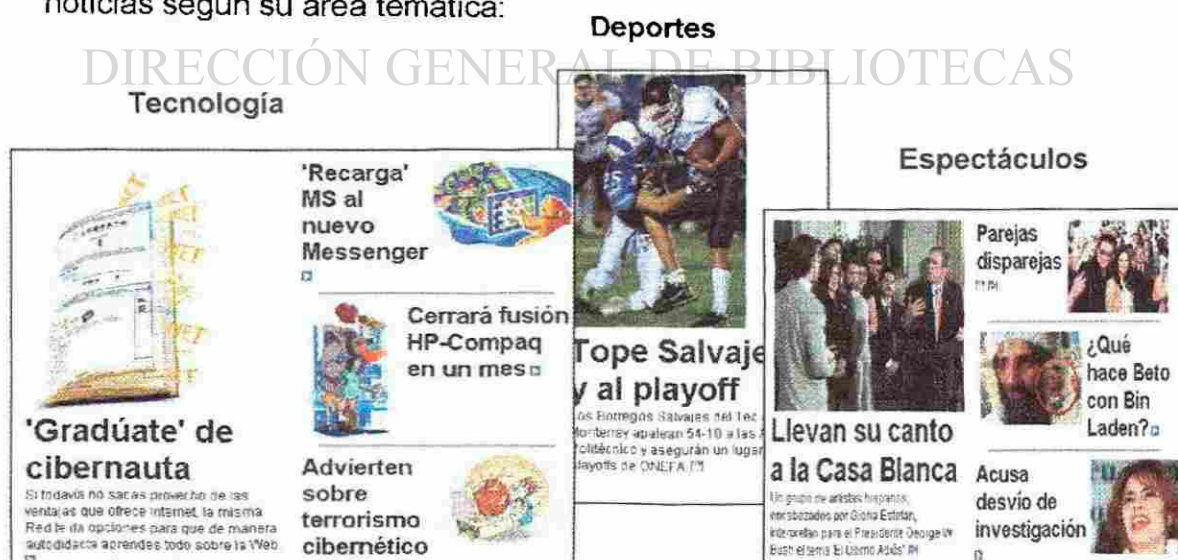 noticias según su área temática:
DIRECCIÓN GENERAL DE BIBLIOTECAS
Tecnología
'Gradúate' de
cibernauta
Si todavía no sacas provecho de las
ventajas que ofrece Internet, la misma
Red te da opciones para que de manera
autodidacta aprendas todo sobre la Web.
'Recarga'
MS al
nuevo
Messenger
Cerrará fusión
HP-Compaq
en un mes
Advierten
sobre
terrorismo
cibernético
Deportes
Tope Salvaje
y al playoff
os Borregos Salvajes del Tec
Monterrey apalean 54-10 a las
Politécnico y aseguran un lugar
playoffs de ONEFA
Espectáculos
Llevan su canto
a la Casa Blanca
Un grupo de artistas hispanos,
encabezados por Gloria Estefan,
interpretan para el Presidente George W
Bush el tema 'El Último Adiós'
Parejas
disparejas
¿Qué
hace Beto
con Bin
Laden?
Acusa
desvío de
investigación